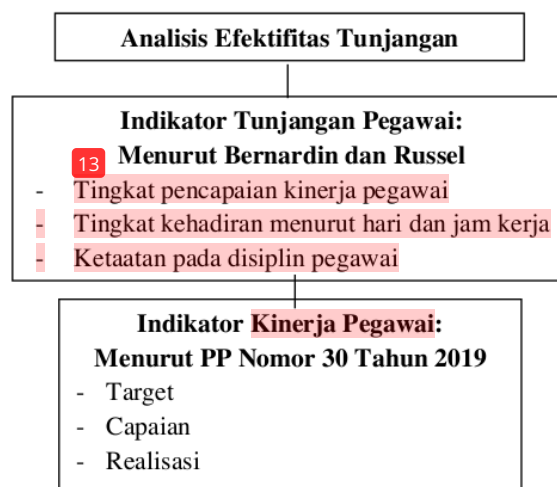 Analisis Efektifitas Tunjangan
Indikator Tunjangan Pegawai:
13 Menurut Bernardin dan Russel
- Tingkat pencapaian kinerja pegawai
- Tingkat kehadiran menurut hari dan jam kerja
- Ketaatan pada disiplin pegawai
Indikator Kinerja Pegawai:
Menurut PP Nomor 30 Tahun 2019
- Target
- Capaian
- Realisasi